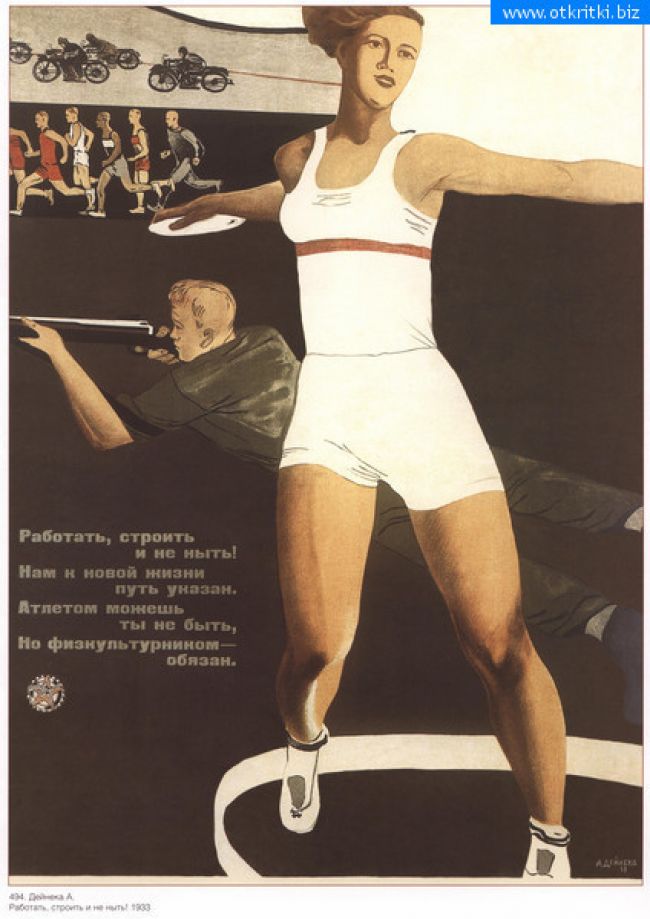 www.otkritki.biz
Работать, строить
и не ныть!
Нам к новой жизни
путь указан.
Атлетом можешь
ты не быть,
Но физкультурником—
обязан.
А.ДЕЙНЕКА
33
494. Дейнека А.
Работать, строить и не ныть! 1933